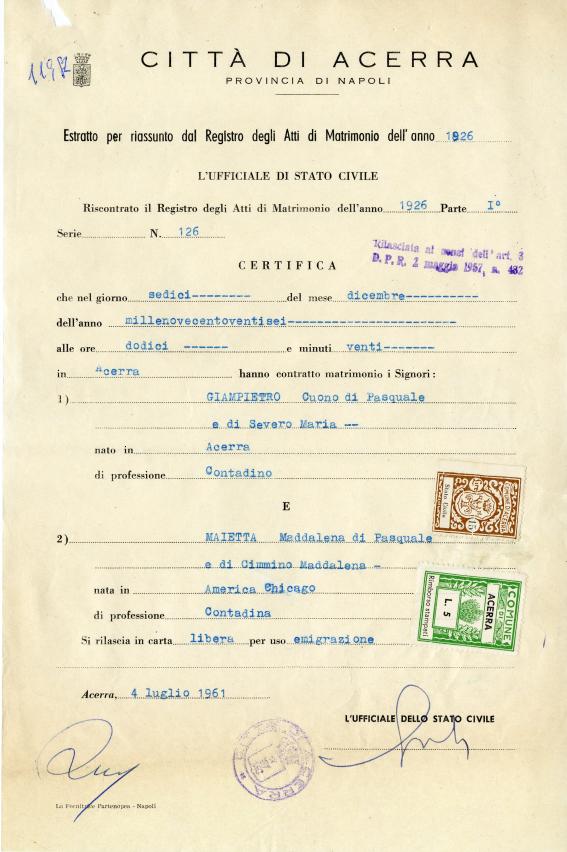 1197
CITTÀ DI ACERRA
PROVINCIA DI NAPOLI
Estratto per riassunto dal Registro degli Atti di Matrimonio dell'anno 1926
L'UFFICIALE DI STATO CIVILE
Riscontrato il Registro degli Atti di Matrimonio dell'anno 1926 Parte I°
Serie N. 126
Rilasciata ai sensi dell'art. 3
D.P.R. 2 maggio 1957, n. 432
CERTIFICA
che nel giorno sedici-------- del mese dicembre----------
dell'anno millenovecentoventisei-----------------------
alle ore dodici ------ e minuti venti-------
in Acerra hanno contratto matrimonio i Signori:
1) GIAMPIETRO Cuono di Pasquale
e di Severo Maria --
nato in Acerra
di professione Contadino
E
2) MAIETTA Maddalena di Pasquale
e di Cimmino Maddalena -
nata in America Chicago
di professione Contadina
Si rilascia in carta libera per uso emigrazione
Stato Civile
COMUNE DI ACERRA
L. 5
Rimborso stampati
Acerra, 4 luglio 1961
L'UFFICIALE DELLO STATO CIVILE
La Fornitrice Partenopea - Napoli